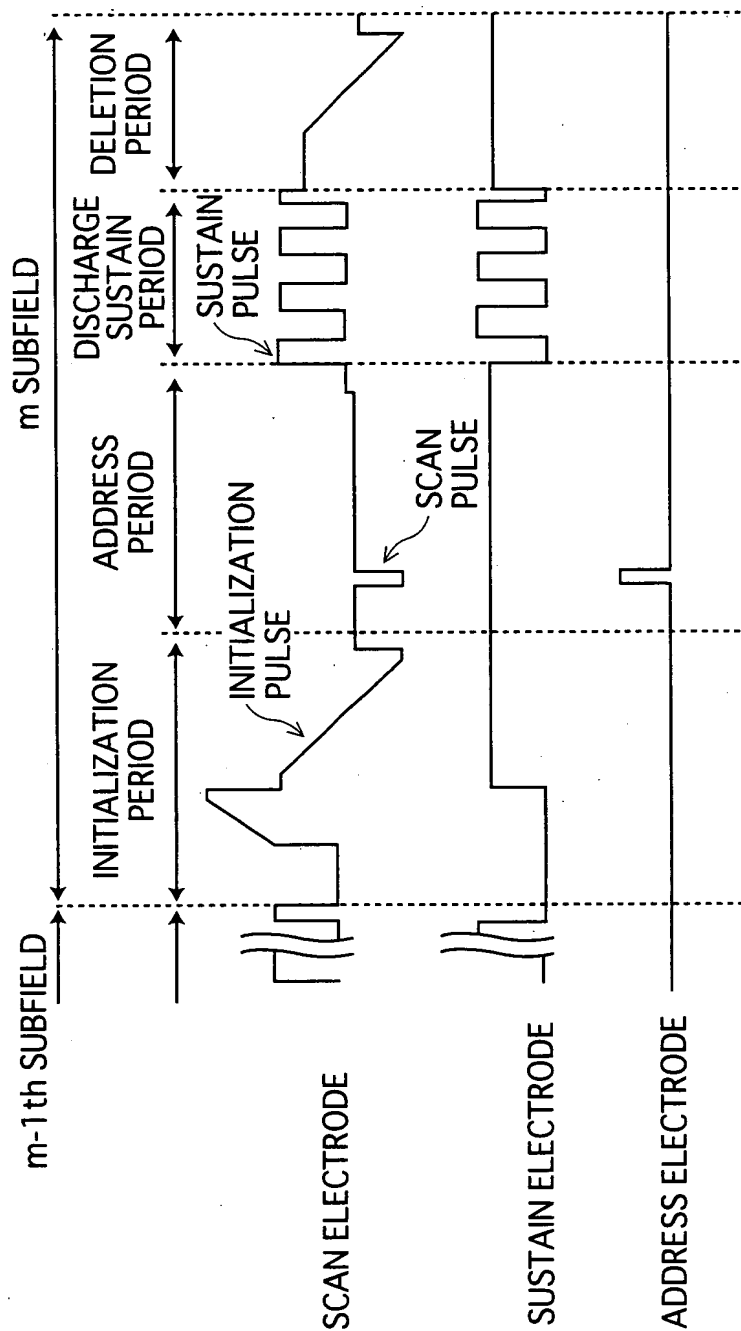 m-1th SUBFIELD
m SUBFIELD
INITIALIZATION
PERIOD
ADDRESS
PERIOD
DISCHARGE
SUSTAIN
PERIOD
DELETION
PERIOD
INITIALIZATION
PULSE
SCAN
PULSE
SUSTAIN
PULSE
SCAN ELECTRODE
SUSTAIN ELECTRODE
ADDRESS ELECTRODE